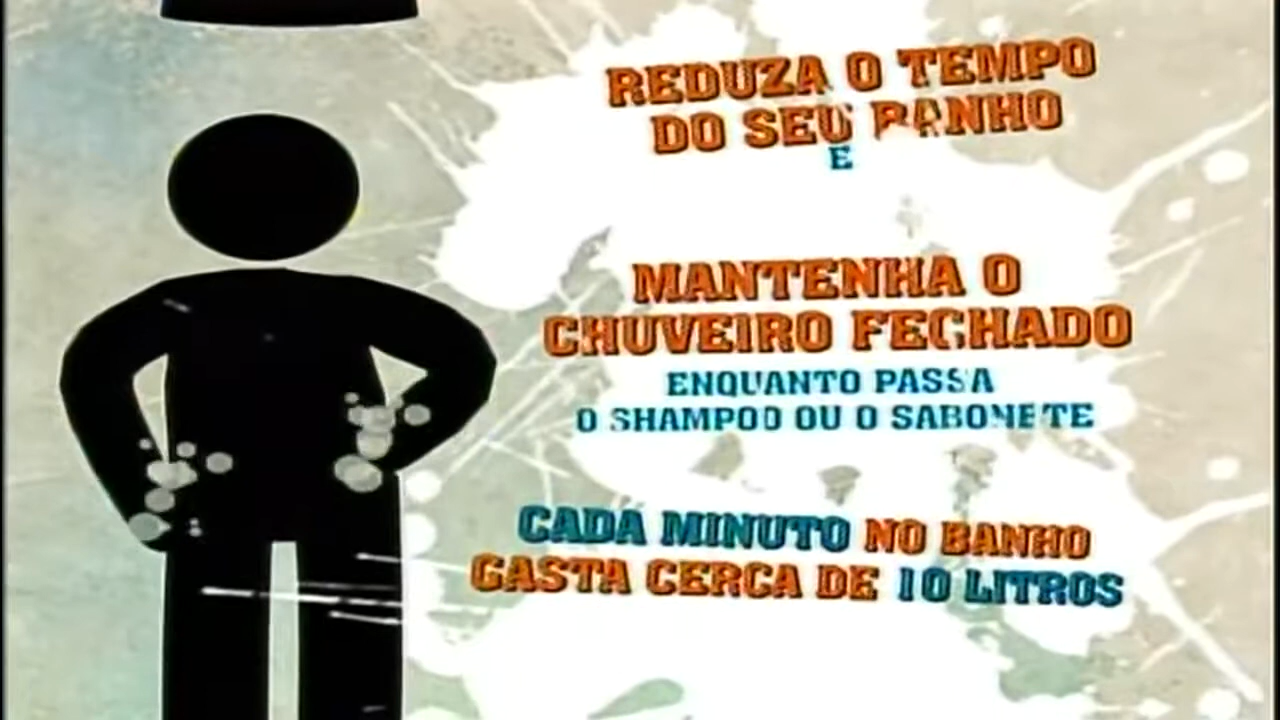 REDUZA O TEMPO
DO SEU BANHO
E
MANTENHA O
CHUVEIRO FECHADO
ENQUANTO PASSA
O SHAMPOO OU O SABONETE
CADA MINUTO NO BANHO
GASTA CERCA DE 10 LITROS